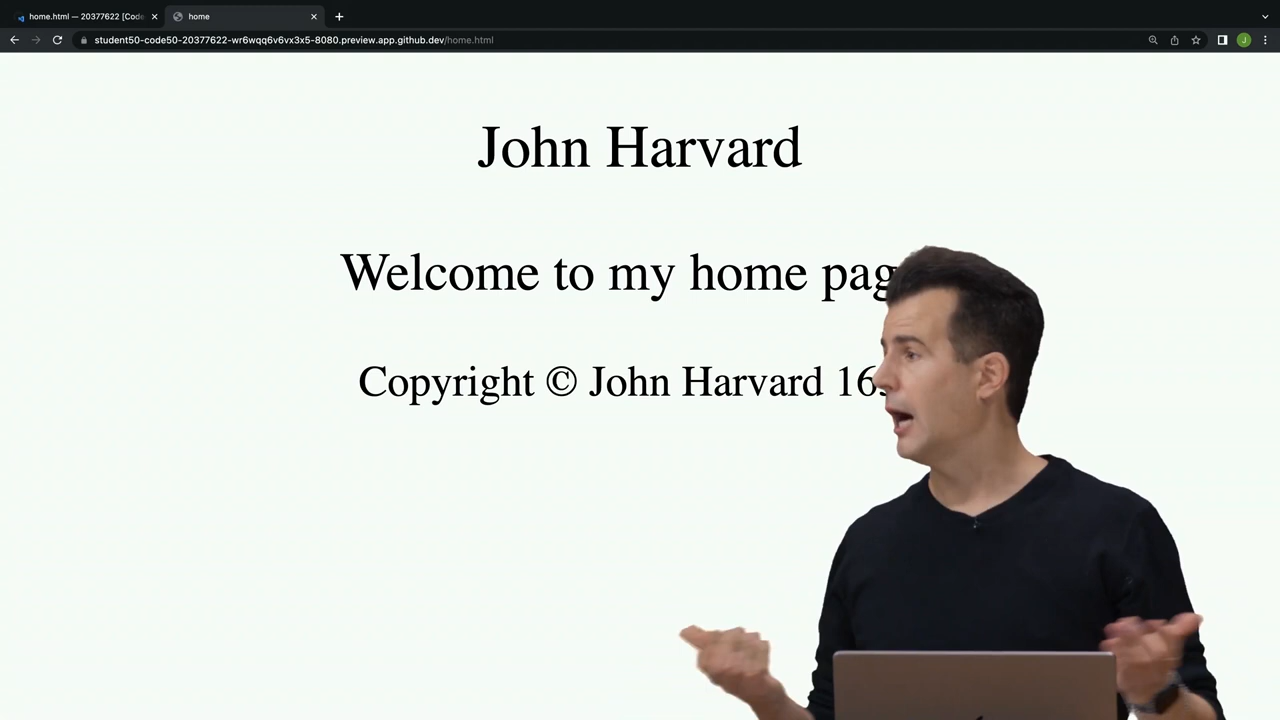 home.html — 20377622 [Code
home
student50-code50-20377622-wr6wqq6v6vx3x5-8080.preview.app.github.dev/home.html
J
John Harvard
Welcome to my home pag
Copyright © John Harvard 16